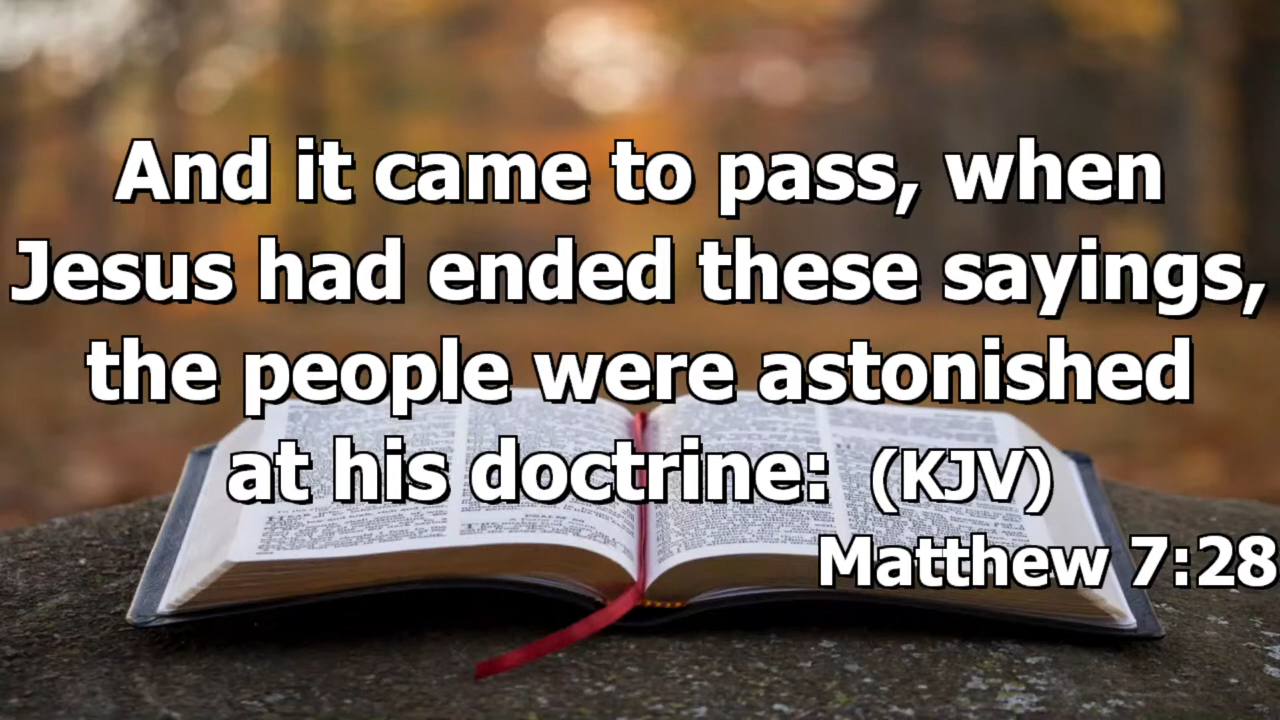 And it came to pass, when
Jesus had ended these sayings,
the people were astonished
at his doctrine: (KJV)
Matthew 7:28